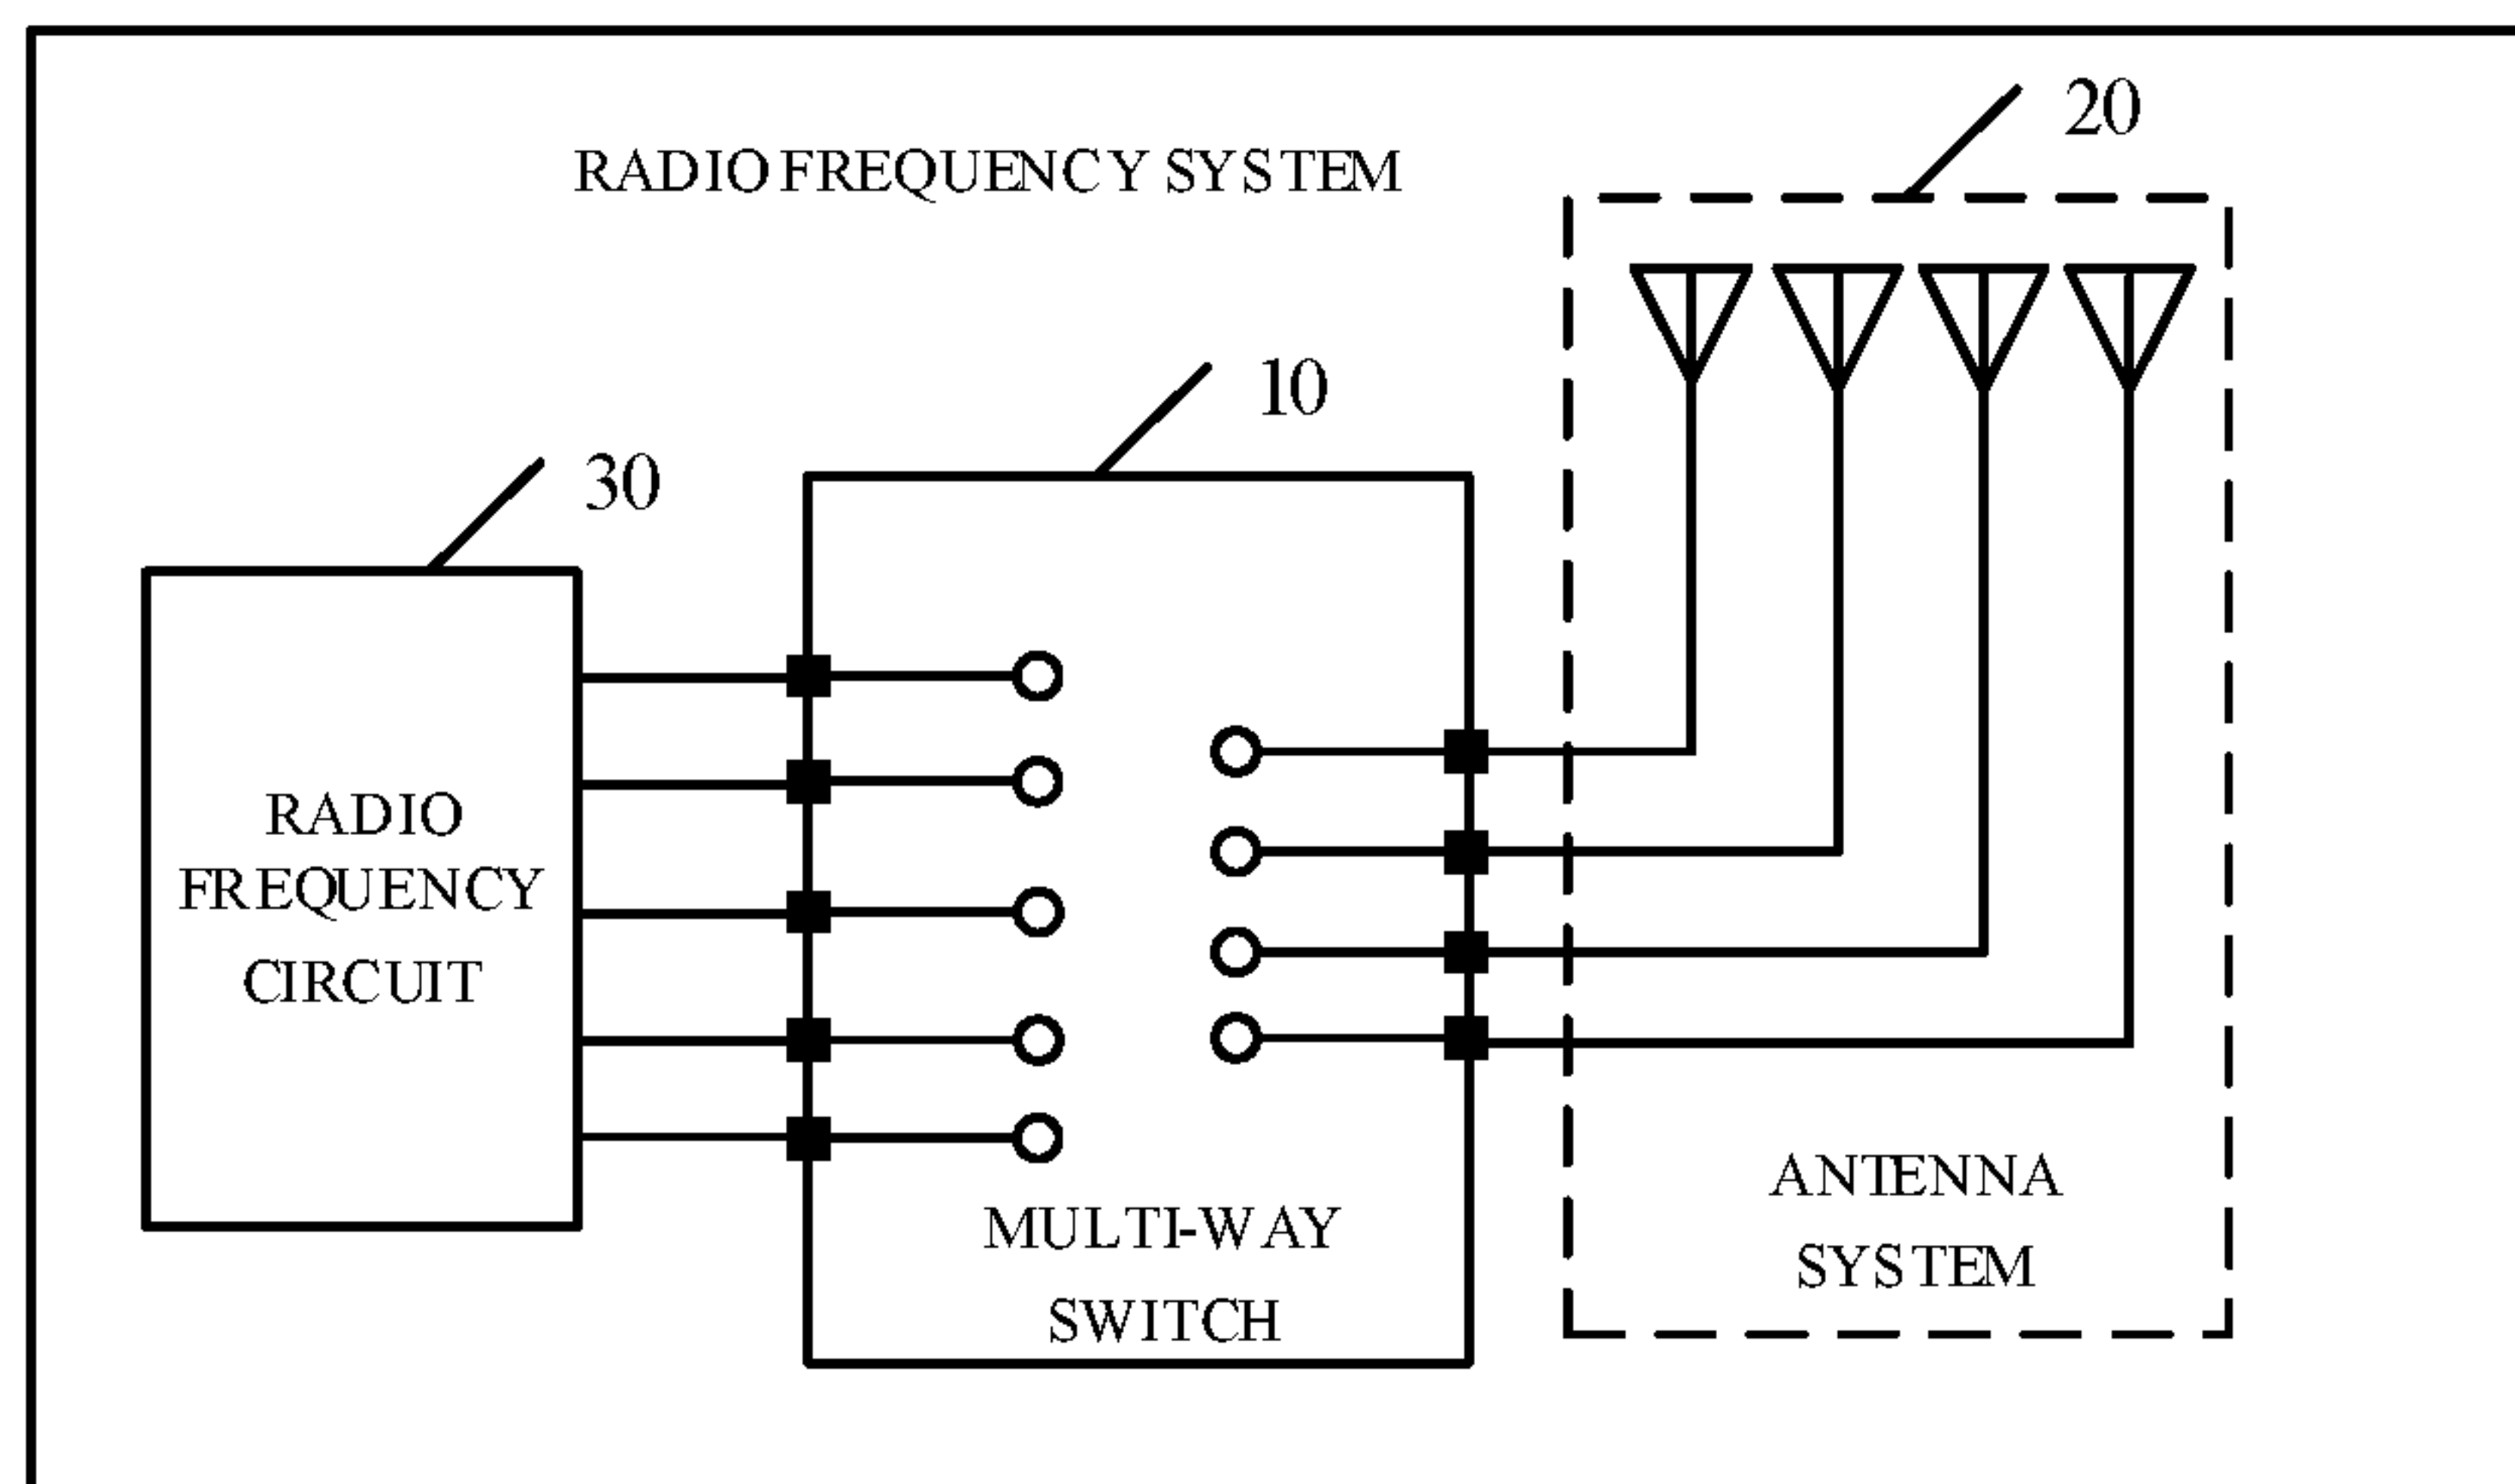 20
RADIO FREQUENCY SYSTEM
10
30
RADIO
FREQUENCY
CIRCUIT
MULTI-WAY
SWITCH
ANTENNA
SYSTEM